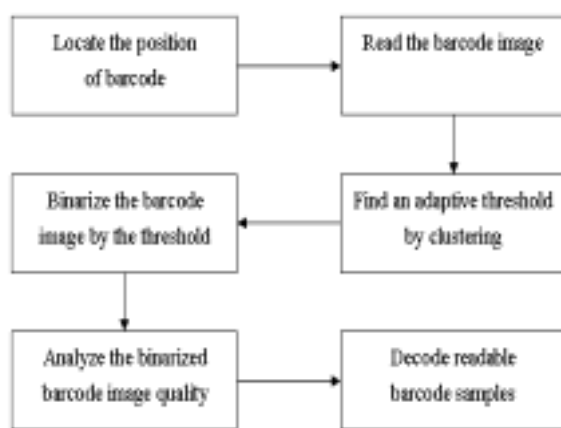 Locate the position
of barcode
Read the barcode image
Find an adaptive threshold
by clustering
Binarize the barcode
image by the threshold
Analyze the binarized
barcode image quality
Decode readable
barcode samples